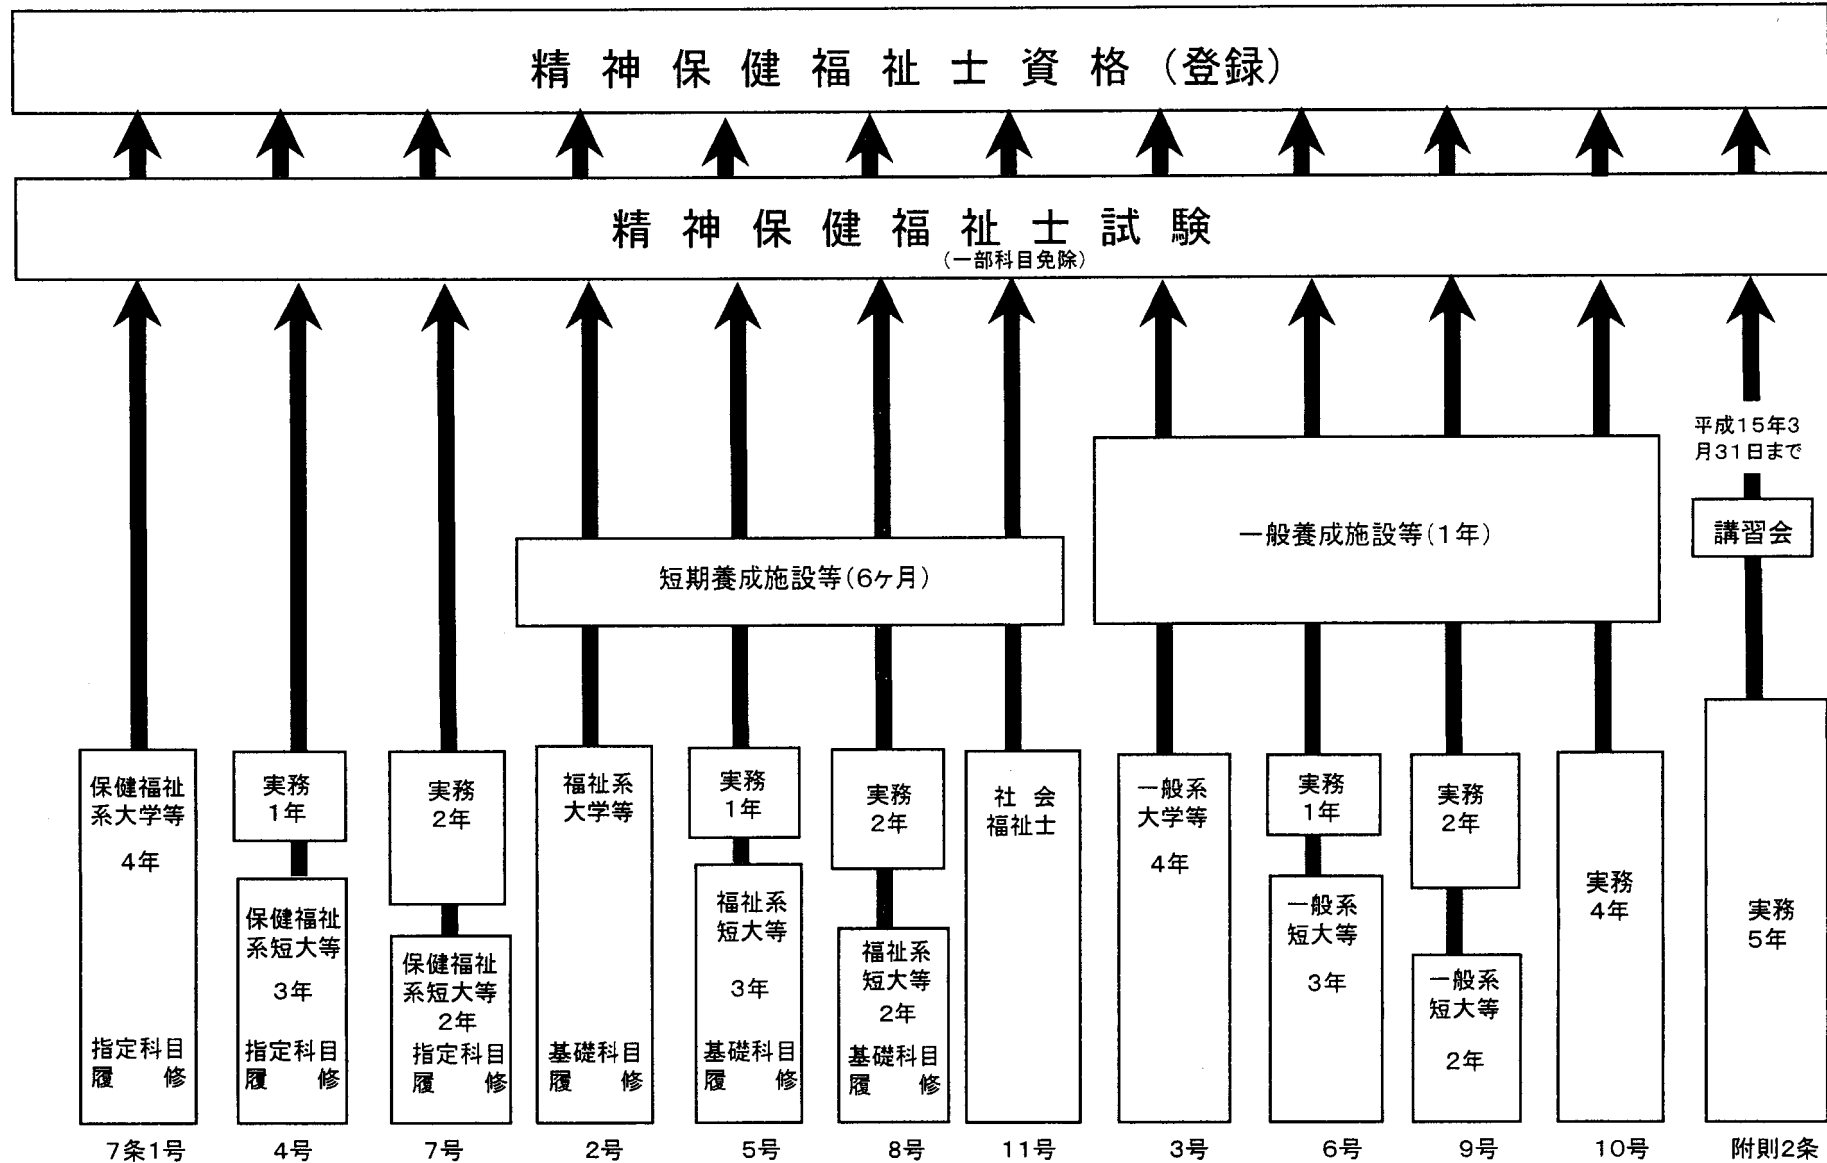 精神保健福祉士資格（登録）
精神保健福祉士試験
（一部科目免除）
平成15年3
月31日まで
講習会
一般養成施設等（1年）
短期養成施設等（6ヶ月）
保健福祉
系大学等
4年
指定科目
履修
実務
1年
保健福祉
系短大等
3年
指定科目
履修
実務
2年
保健福祉
系短大等
2年
指定科目
履修
福祉系
大学等
基礎科目
履修
実務
1年
福祉系
短大等
3年
基礎科目
履修
実務
2年
福祉系
短大等
2年
基礎科目
履修
社会
福祉士
一般系
大学等
4年
実務
1年
一般系
短大等
3年
実務
2年
一般系
短大等
2年
実務
4年
実務
5年
7条1号
4号
7号
2号
5号
8号
11号
3号
6号
9号
10号
附則2条